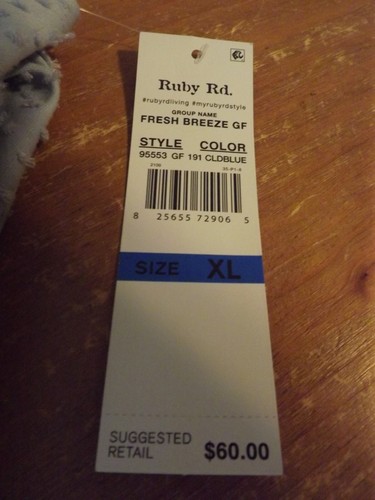 Ruby Rd.
#rubyrdliving #myrubyrdstyle
GROUP NAME
FRESH BREEZE GF
STYLE COLOR
95553 GF 191 CLDBLUE
8 25655 72906 5
SIZE XL
SUGGESTED
RETAIL $60.00